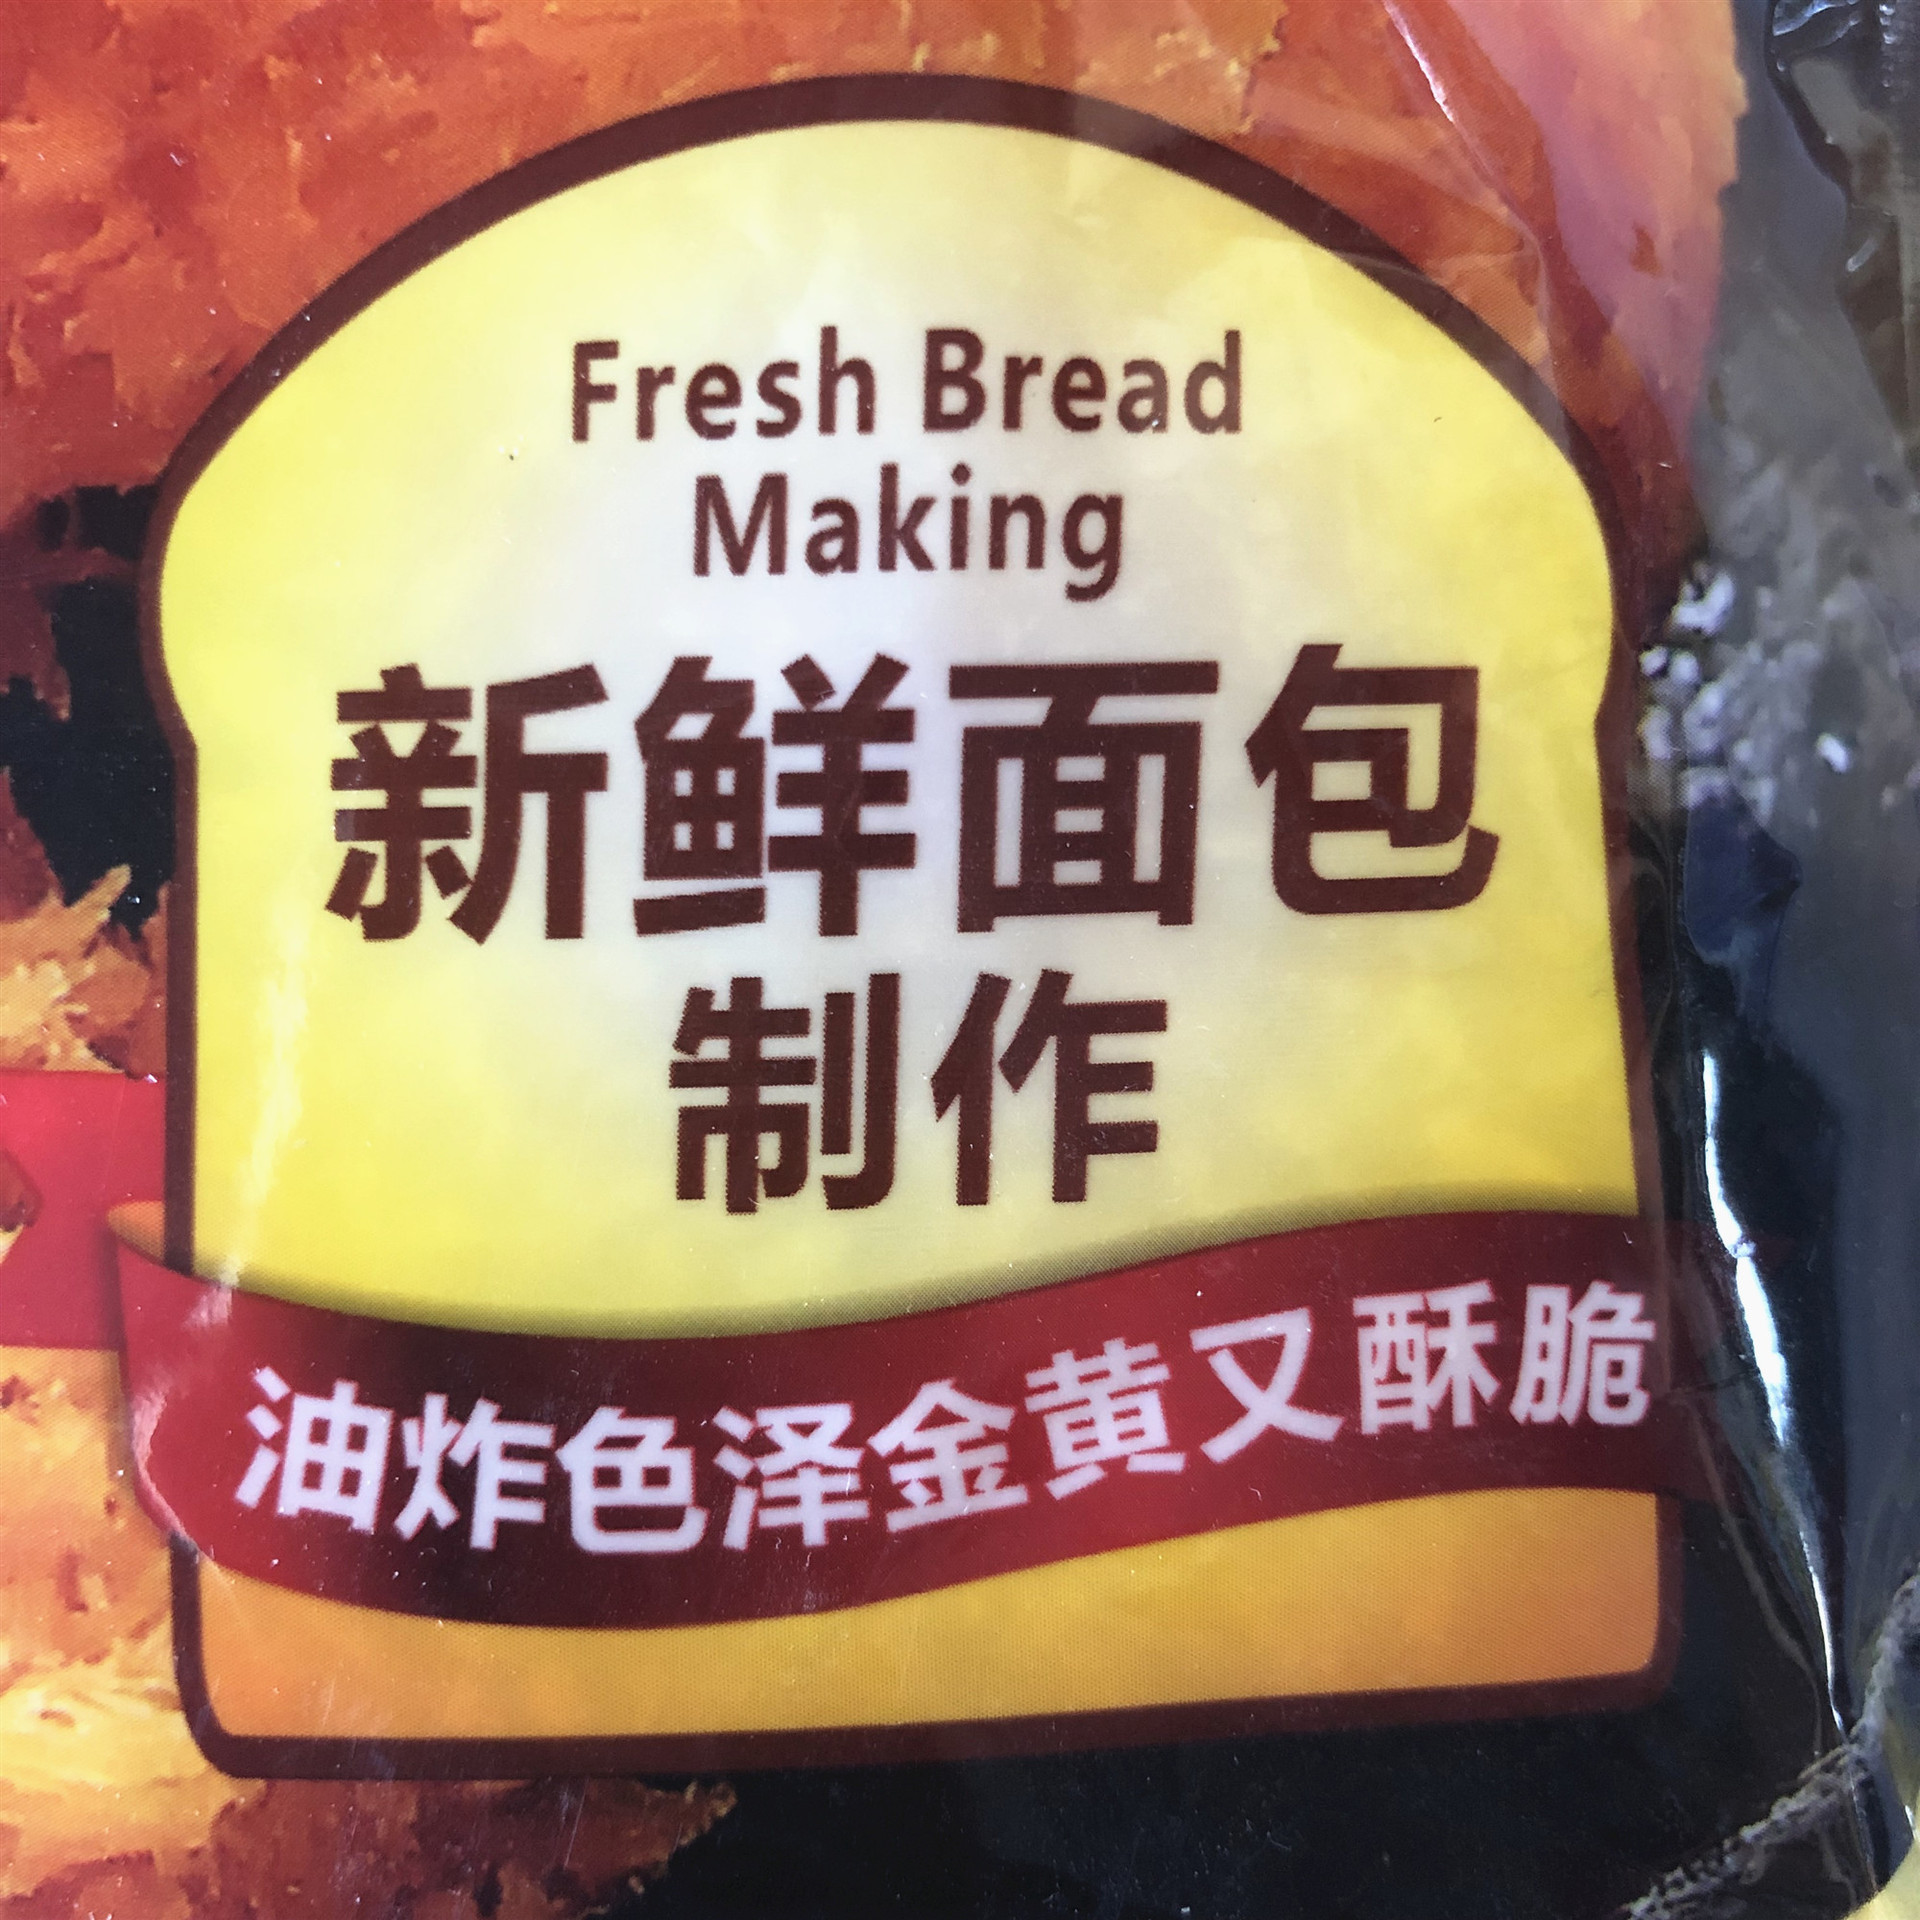 Fresh Bread
Making
新鲜面包
制作
油炸色泽金黄又酥脆